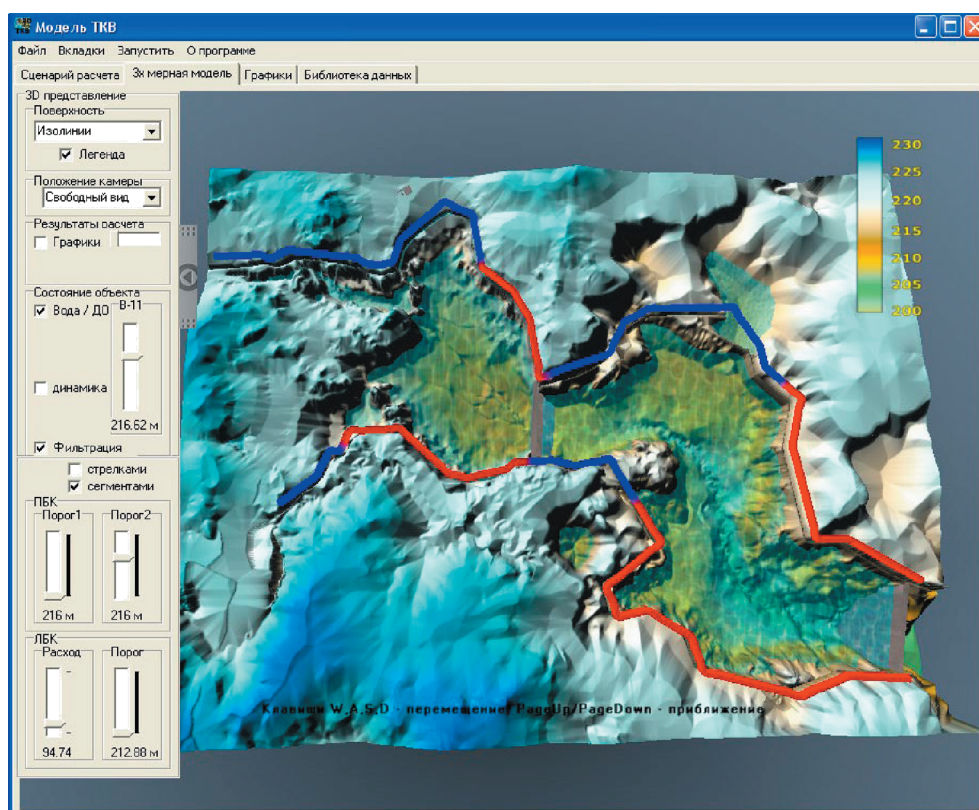 Модель ТКВ
Файл Вкладки Запустить О программе
Сценарий расчета 3х мерная модель Графики Библиотека данных
3D представление
Поверхность
Изолинии
Легенда
Положение камеры
Свободный вид
Результаты расчета
Графики
Состояние объекта
Вода / ДО В-11
динамика
216.62 м
Фильтрация
стрелками
сегментами
ПБК
Порог1 Порог2
216 м 216 м
ЛБК
Расход Порог
94.74 212.88 м
230
225
220
215
210
205
200
Клавиши W,A,S,D - перемещение, PageUp/PageDown - приближение